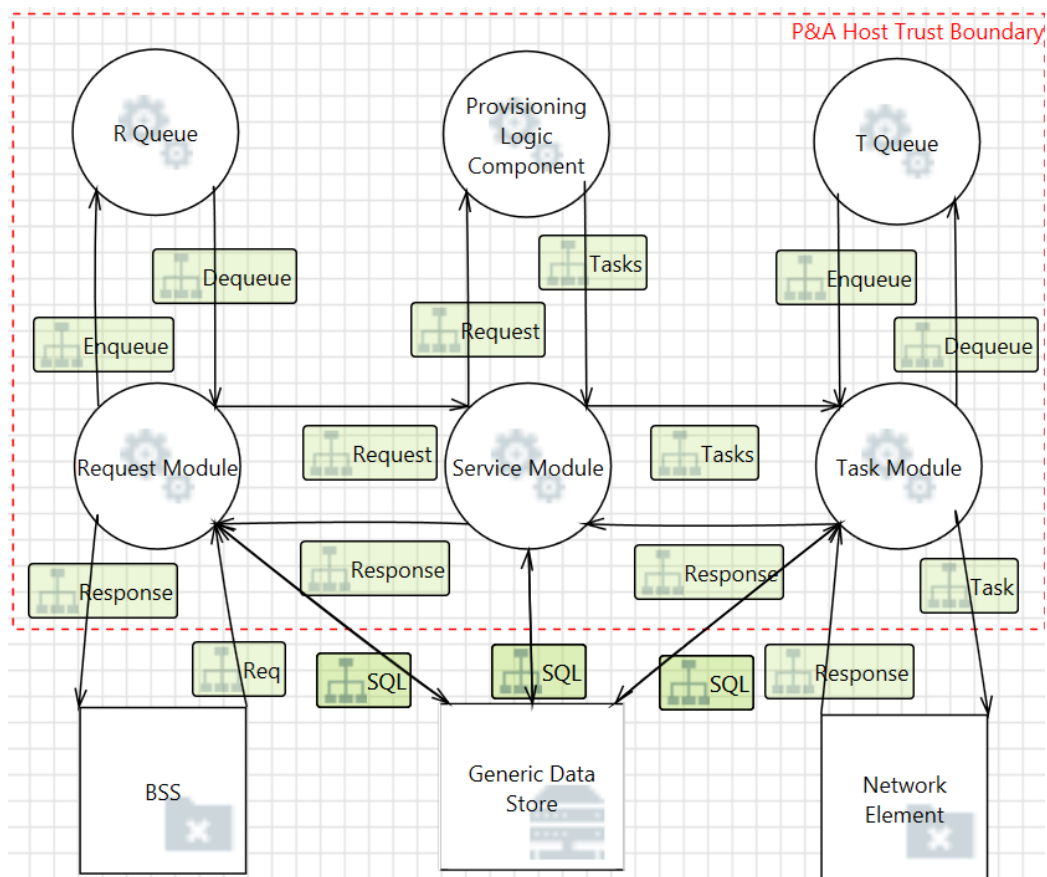 P&A Host Trust Boundary
R Queue
Provisioning
Logic
Component
T Queue
Dequeue
Tasks
Enqueue
Enqueue
Request
Dequeue
Request
Tasks
Request Module
Service Module
Task Module
Response
Response
Response
Task
Req
SQL
SQL
SQL
Response
BSS
Generic Data
Store
Network
Element